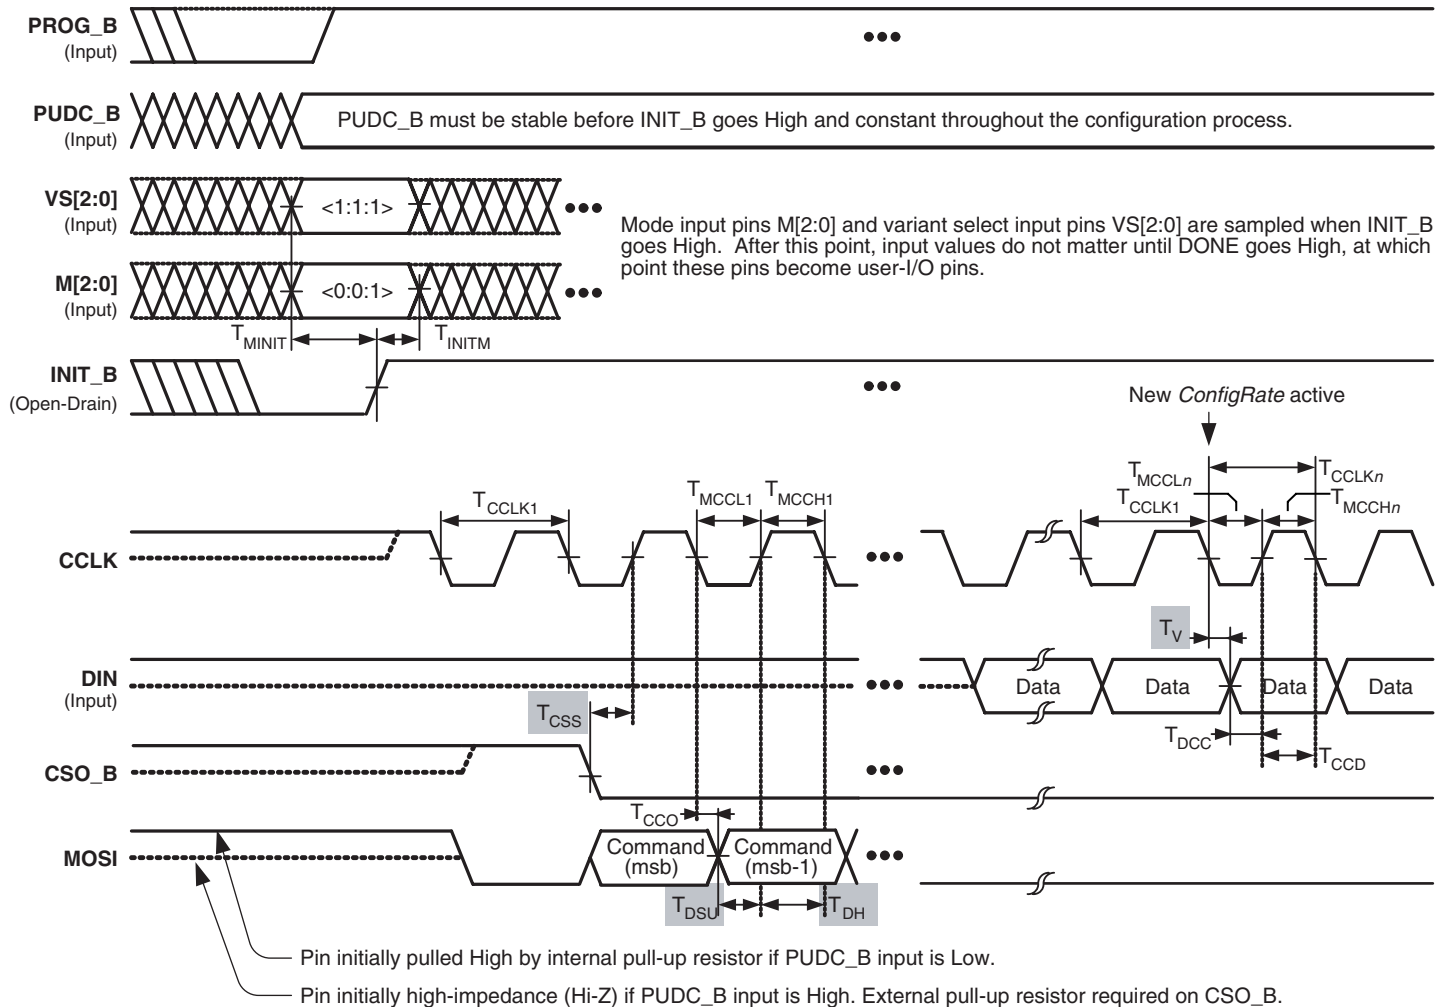 PROG_B
(Input)
PUDC_B
(Input)
PUDC_B must be stable before INIT_B goes High and constant throughout the configuration process.
VS[2:0]
(Input)
<1:1:1>
Mode input pins M[2:0] and variant select input pins VS[2:0] are sampled when INIT_B
goes High. After this point, input values do not matter until DONE goes High, at which
point these pins become user-I/O pins.
M[2:0]
(Input)
<0:0:1>
TMINIT
TINITM
INIT_B
(Open-Drain)
New ConfigRate active
TCCLK1
TMCCL1
TMCCH1
TMCCLn
TCCLKn
TCCLK1
TMCCHn
CCLK
TV
DIN
(Input)
Data
Data
Data
Data
TCSS
TDCC
TCCD
CSO_B
TCCO
MOSI
Command
(msb)
Command
(msb-1)
TDSU
TDH
Pin initially pulled High by internal pull-up resistor if PUDC_B input is Low.
Pin initially high-impedance (Hi-Z) if PUDC_B input is High. External pull-up resistor required on CSO_B.